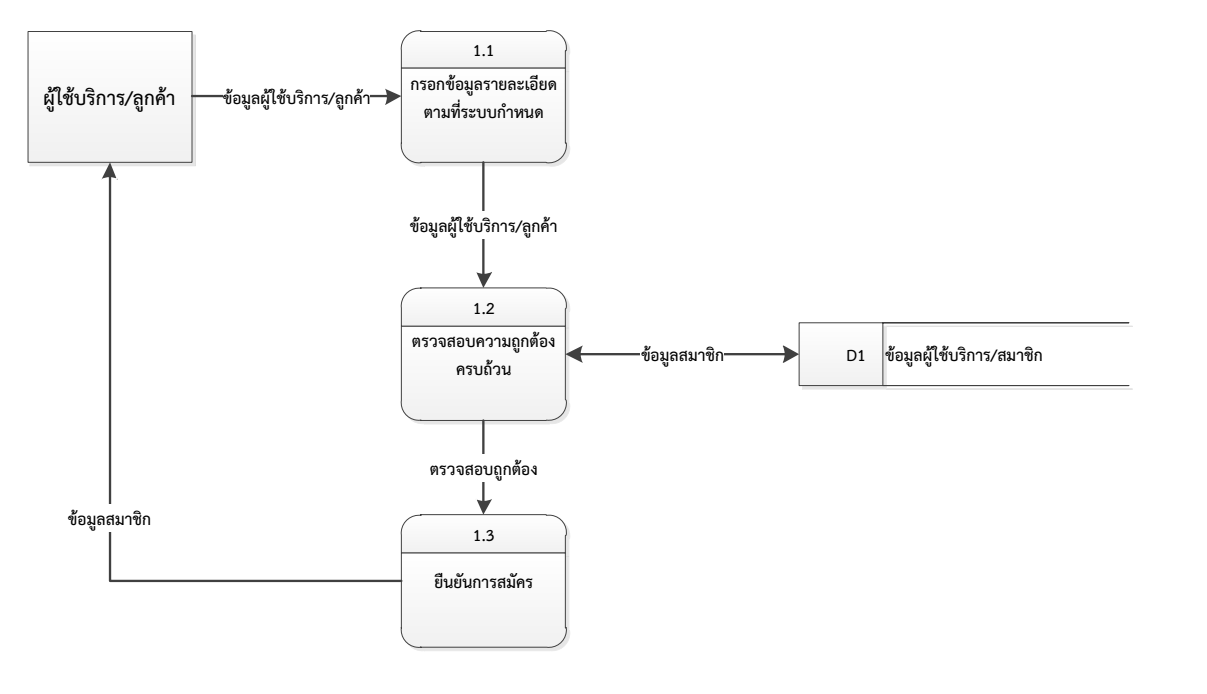 1.1
ผู้ใช้บริการ/ลูกค้า
ข้อมูลผู้ใช้บริการ/ลูกค้า
กรอกข้อมูลรายละเอียด
ตามที่ระบบกำหนด
ข้อมูลผู้ใช้บริการ/ลูกค้า
1.2
ตรวจสอบความถูกต้อง
ครบถ้วน
ข้อมูลสมาชิก
D1
ข้อมูลผู้ใช้บริการ/สมาชิก
ตรวจสอบถูกต้อง
ข้อมูลสมาชิก
1.3
ยืนยันการสมัคร